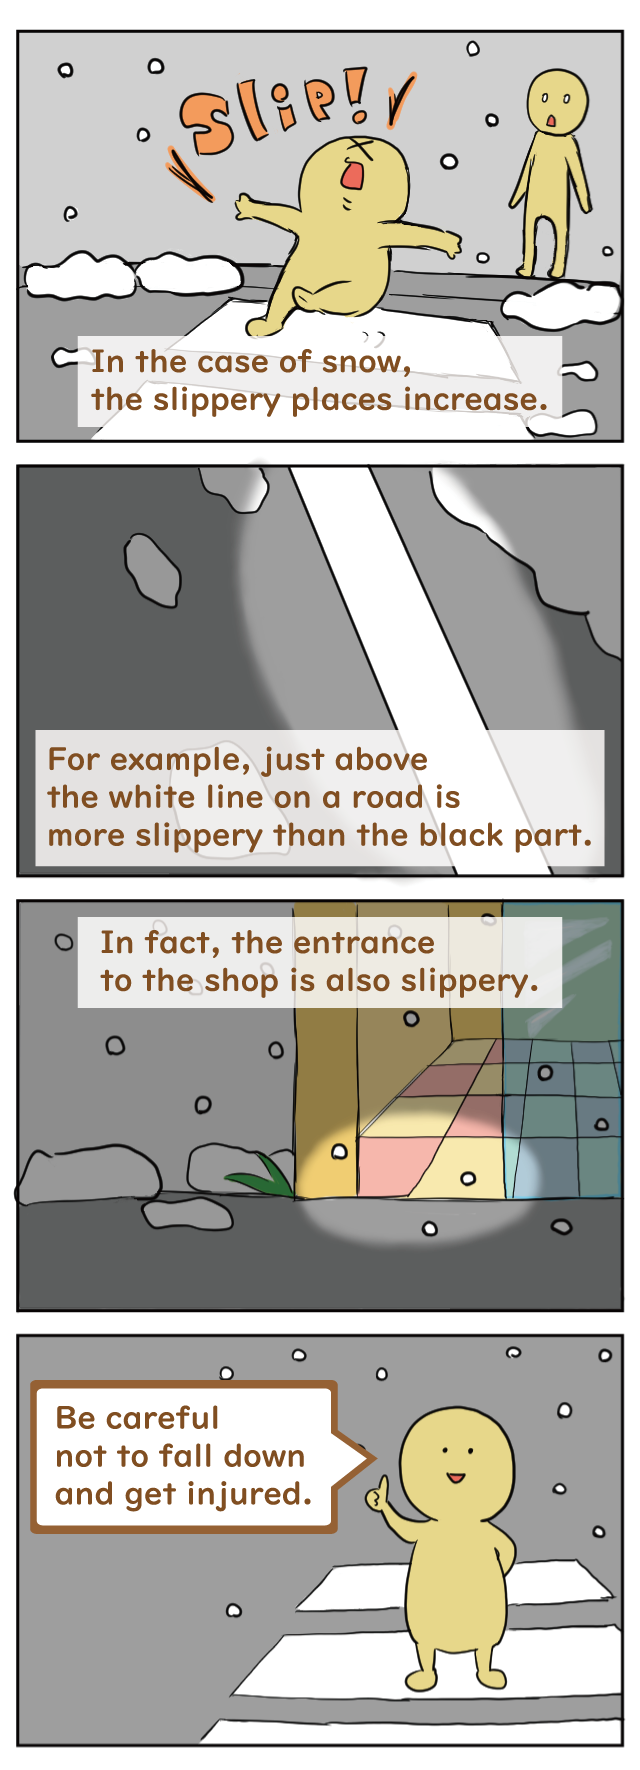 Slip!
In the case of snow,
the slippery places increase.
For example, just above
the white line on a road is
more slippery than the black part.
In fact, the entrance
to the shop is also slippery.
Be careful
not to fall down
and get injured.